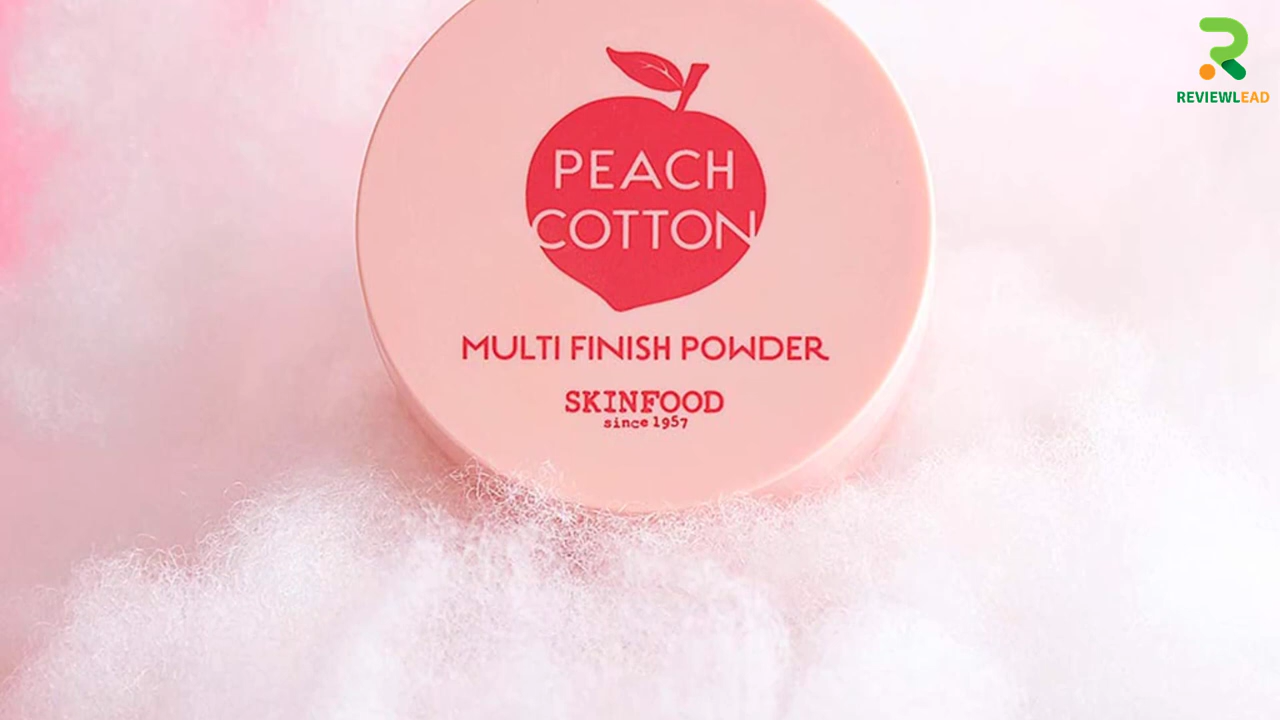 PEACH
COTTON
MULTI FINISH POWDER
SKINFOOD
since 1957
REVIEWLEAD